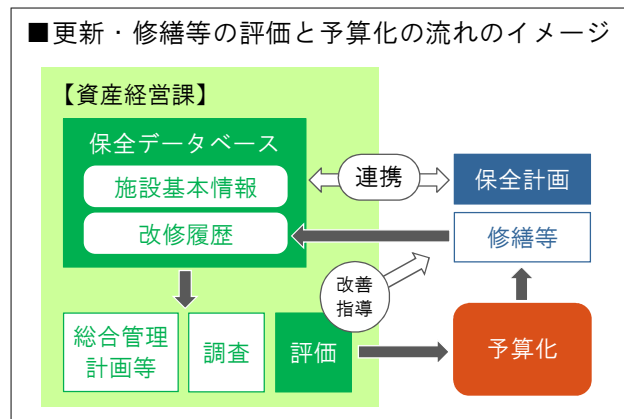 ■更新・修繕等の評価と予算化の流れのイメージ
【資産経営課】
保全データベース
施設基本情報
改修履歴
連携
保全計画
修繕等
改善
指導
総合管理
計画等
調査
評価
予算化